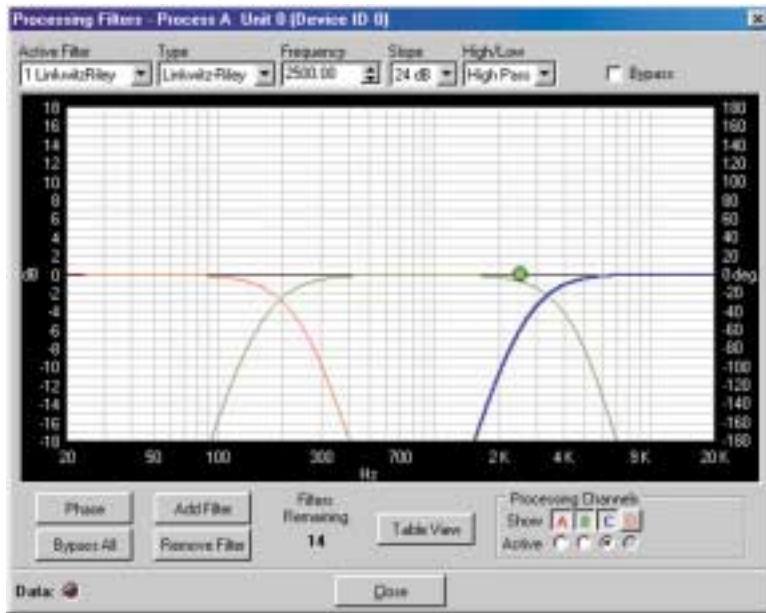 Processing Filters - Process A Unit 0 (Device ID 0)
Active Filter Type Frequency Slope High/Low
1 LinkwitzRiley Linkwitz-Riley 2500.00 24 dB High Pass Bypass
18 180
16 160
14 140
12 120
10 100
8 80
6 60
4 40
2 20
dB 0 0 deg
-2 -20
-4 -40
-6 -60
-8 -80
-10 -100
-12 -120
-14 -140
-16 -160
-18 -180
20 50 100 300 700 2K 4K 9K 20K
Hz
Phase Add Filter Filters Remaining 14 Table View
Bypass All Remove Filter
Processing Channels
Show A B C D
Active
Data: Close